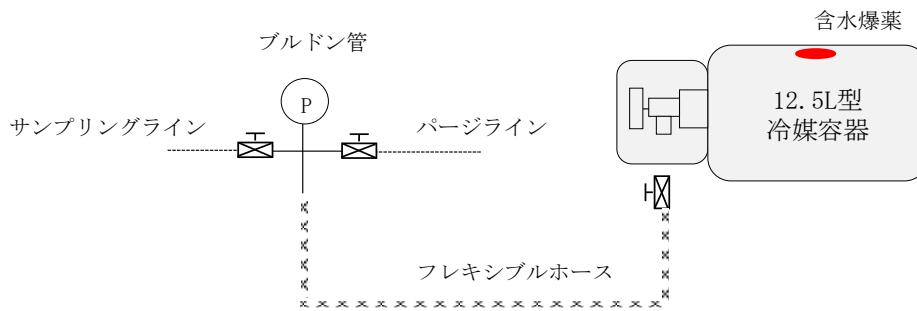 含水爆薬
ブルドン管
P
12.5L型
冷媒容器
サンプリングライン
パージライン
フレキシブルホース